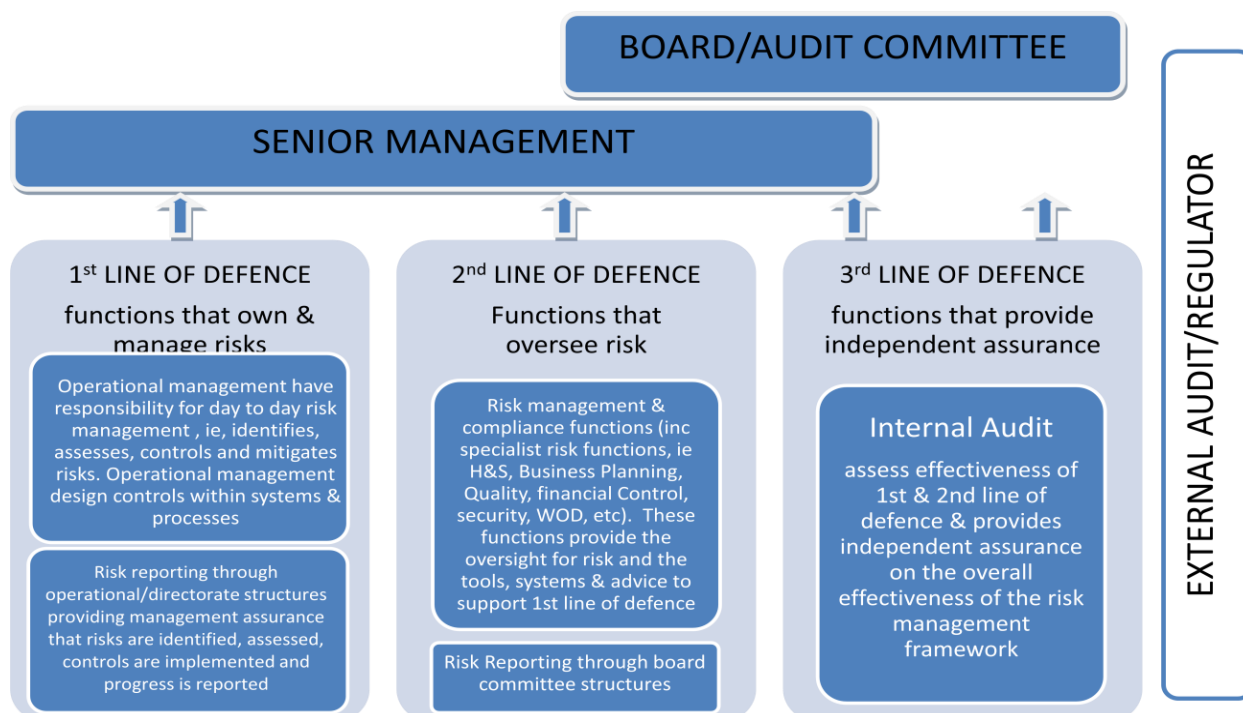 BOARD/AUDIT COMMITTEE
SENIOR MANAGEMENT
1st LINE OF DEFENCE
functions that own &
manage risks
Operational management have
responsibility for day to day risk
management , ie, identifies,
assesses, controls and mitigates
risks. Operational management
design controls within systems &
processes
Risk reporting through
operational/directorate structures
providing management assurance
that risks are identified, assessed,
controls are implemented and
progress is reported
2nd LINE OF DEFENCE
Functions that
oversee risk
Risk management &
compliance functions (inc
specialist risk functions, ie
H&S, Business Planning,
Quality, financial Control,
security, WOD, etc).  These
functions provide the
oversight for risk and the
tools, systems & advice to
support 1st line of defence
Risk Reporting through board
committee structures
3rd LINE OF DEFENCE
functions that provide
independent assurance
Internal Audit
assess effectiveness of
1st & 2nd line of
defence & provides
independent assurance
on the overall
effectiveness of the risk
management
framework
EXTERNAL AUDIT/REGULATOR